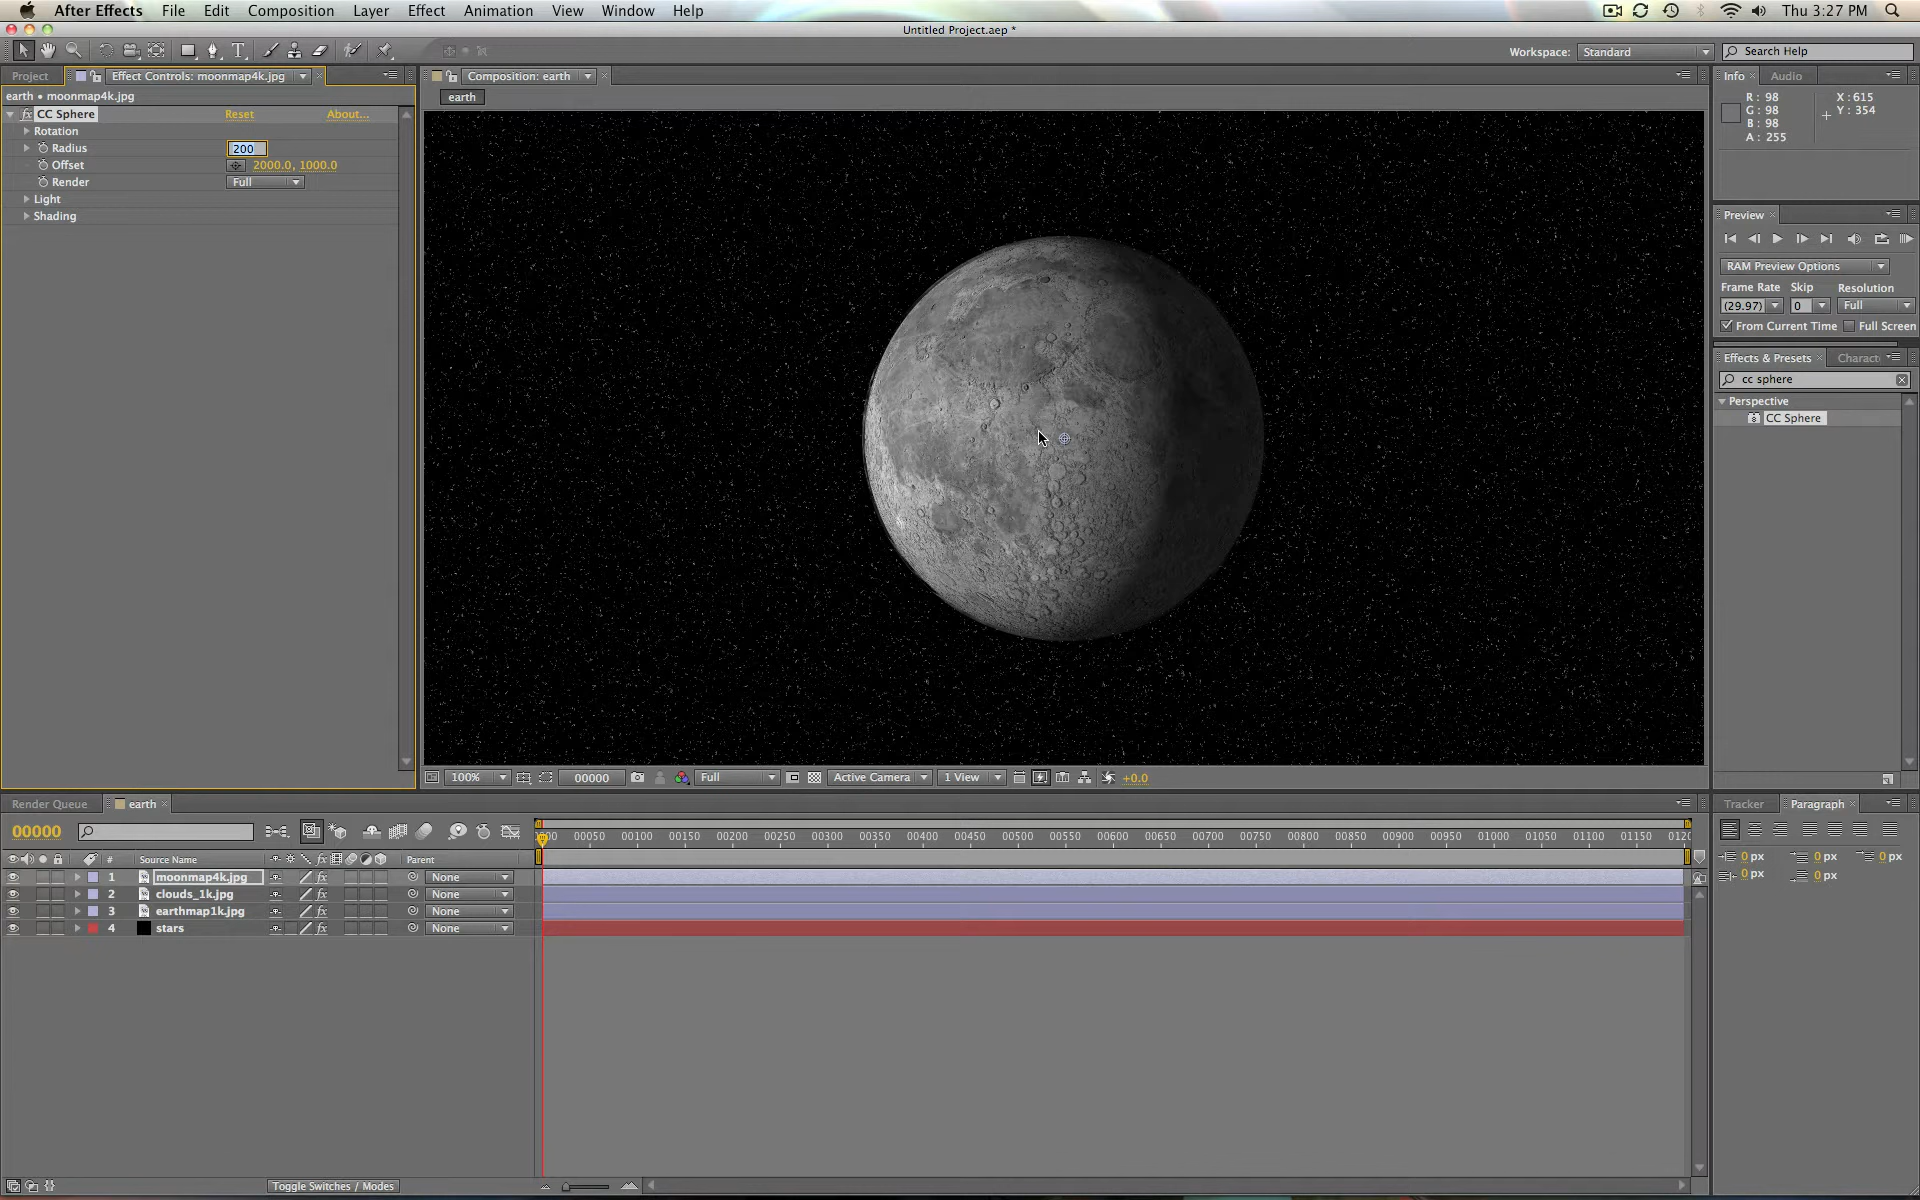 After Effects File Edit Composition Layer Effect Animation View Window Help Thu 3:27 PM
Untitled Project.aep *
T Workspace: Standard Search Help
Project Effect Controls: moonmap4k.jpg Composition: earth Info Audio
earth • moonmap4k.jpg earth
CC Sphere Reset About...
Rotation
Radius 200
Offset 2000.0, 1000.0
Render Full
Light
Shading
R: 98 X: 615
G: 98 Y: 354
B: 98
A: 255
Preview
RAM Preview Options
Frame Rate Skip Resolution
(29.97) 0 Full
From Current Time Full Screen
Effects & Presets Charact
cc sphere
Perspective
CC Sphere
100% 00000 Full Active Camera 1 View +0.0
Render Queue earth Tracker Paragraph
00000 00050 00100 00150 00200 00250 00300 00350 00400 00450 00500 00550 00600 00650 00700 00750 00800 00850 00900 00950 01000 01050 01100 01150
# Source Name fx Parent
1 moonmap4k.jpg fx None
2 clouds_1k.jpg fx None
3 earthmap1k.jpg fx None
4 stars fx None
0 px 0 px 0 px
0 px 0 px
Toggle Switches / Modes